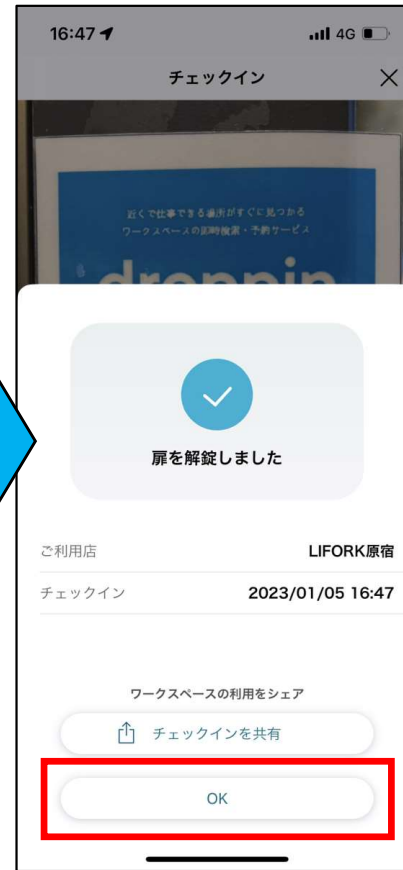 16:47
4G
チェックイン
近くで仕事できる場所がすぐに見つかる
ワークスペースの即時検索・予約サービス
droppin
扉を解錠しました
ご利用店 LIFORK原宿
チェックイン 2023/01/05 16:47
ワークスペースの利用をシェア
チェックインを共有
OK